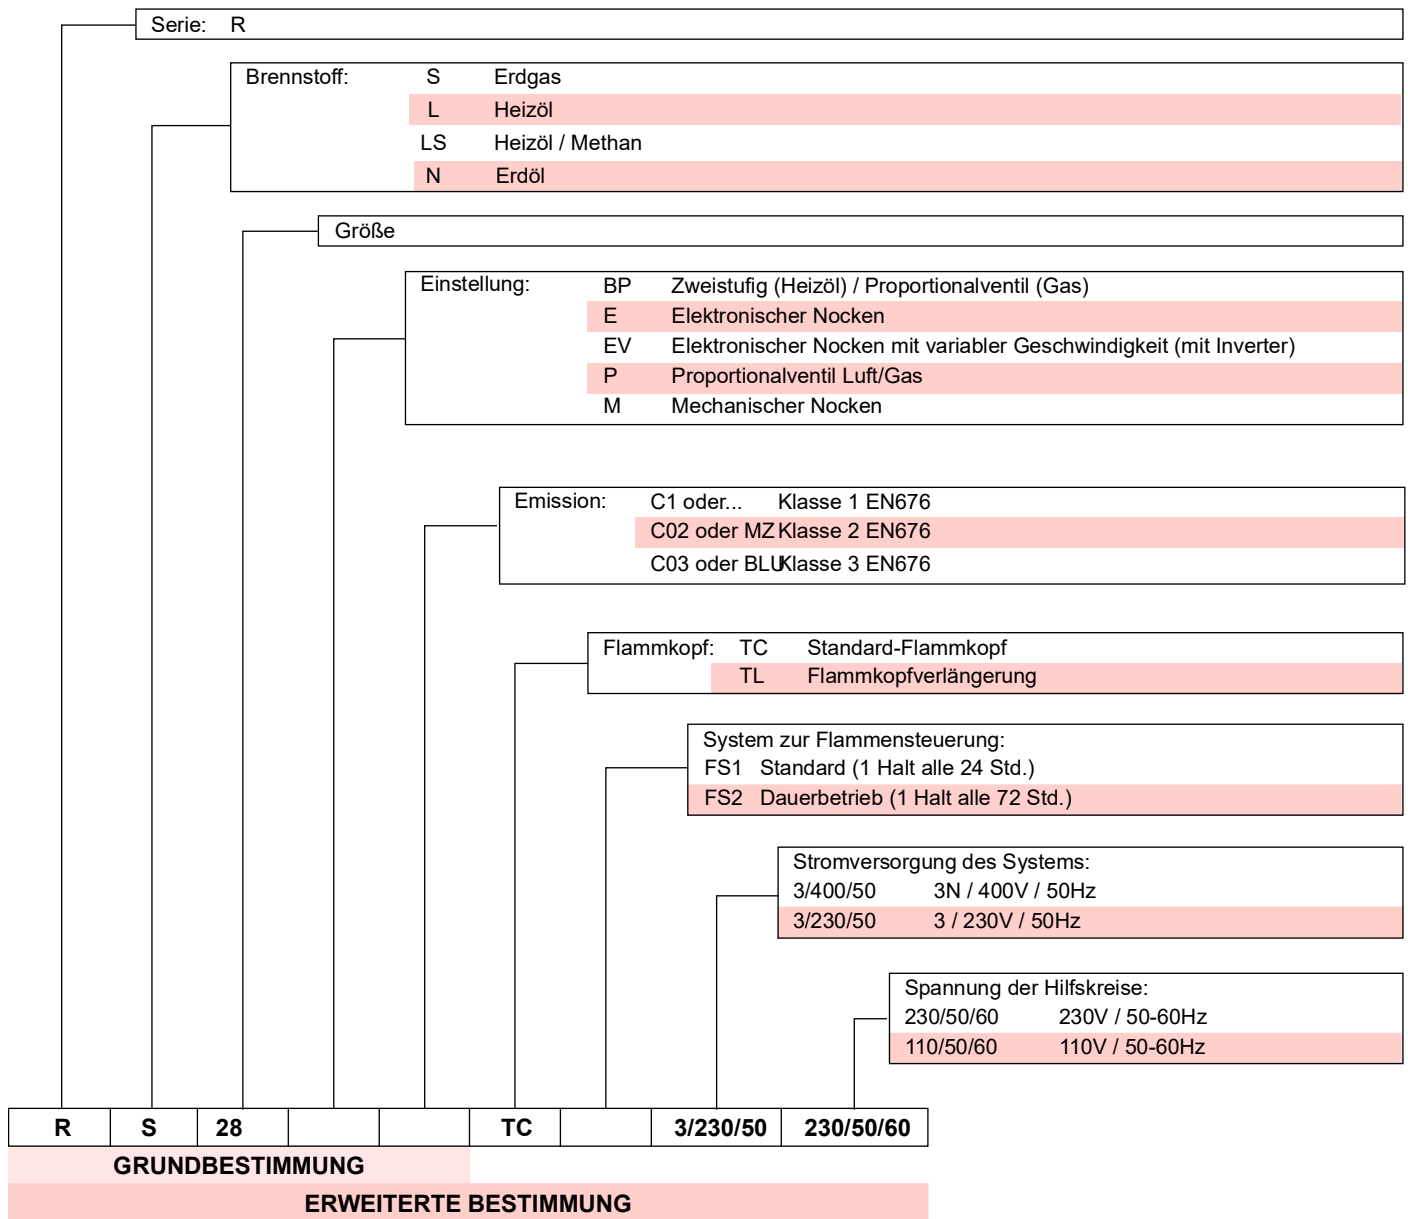 Serie: R
Brennstoff: S Erdgas
L Heizöl
LS Heizöl / Methan
N Erdöl
Größe
Einstellung: BP Zweistufig (Heizöl) / Proportionalventil (Gas)
E Elektronischer Nocken
EV Elektronischer Nocken mit variabler Geschwindigkeit (mit Inverter)
P Proportionalventil Luft/Gas
M Mechanischer Nocken
Emission: C1 oder... Klasse 1 EN676
C02 oder MZ Klasse 2 EN676
C03 oder BLU Klasse 3 EN676
Flammkopf: TC Standard-Flammkopf
TL Flammkopfverlängerung
System zur Flammensteuerung:
FS1 Standard (1 Halt alle 24 Std.)
FS2 Dauerbetrieb (1 Halt alle 72 Std.)
Stromversorgung des Systems:
3/400/50 3N / 400V / 50Hz
3/230/50 3 / 230V / 50Hz
Spannung der Hilfskreise:
230/50/60 230V / 50-60Hz
110/50/60 110V / 50-60Hz
R S 28 TC 3/230/50 230/50/60
GRUNDBESTIMMUNG
ERWEITERTE BESTIMMUNG